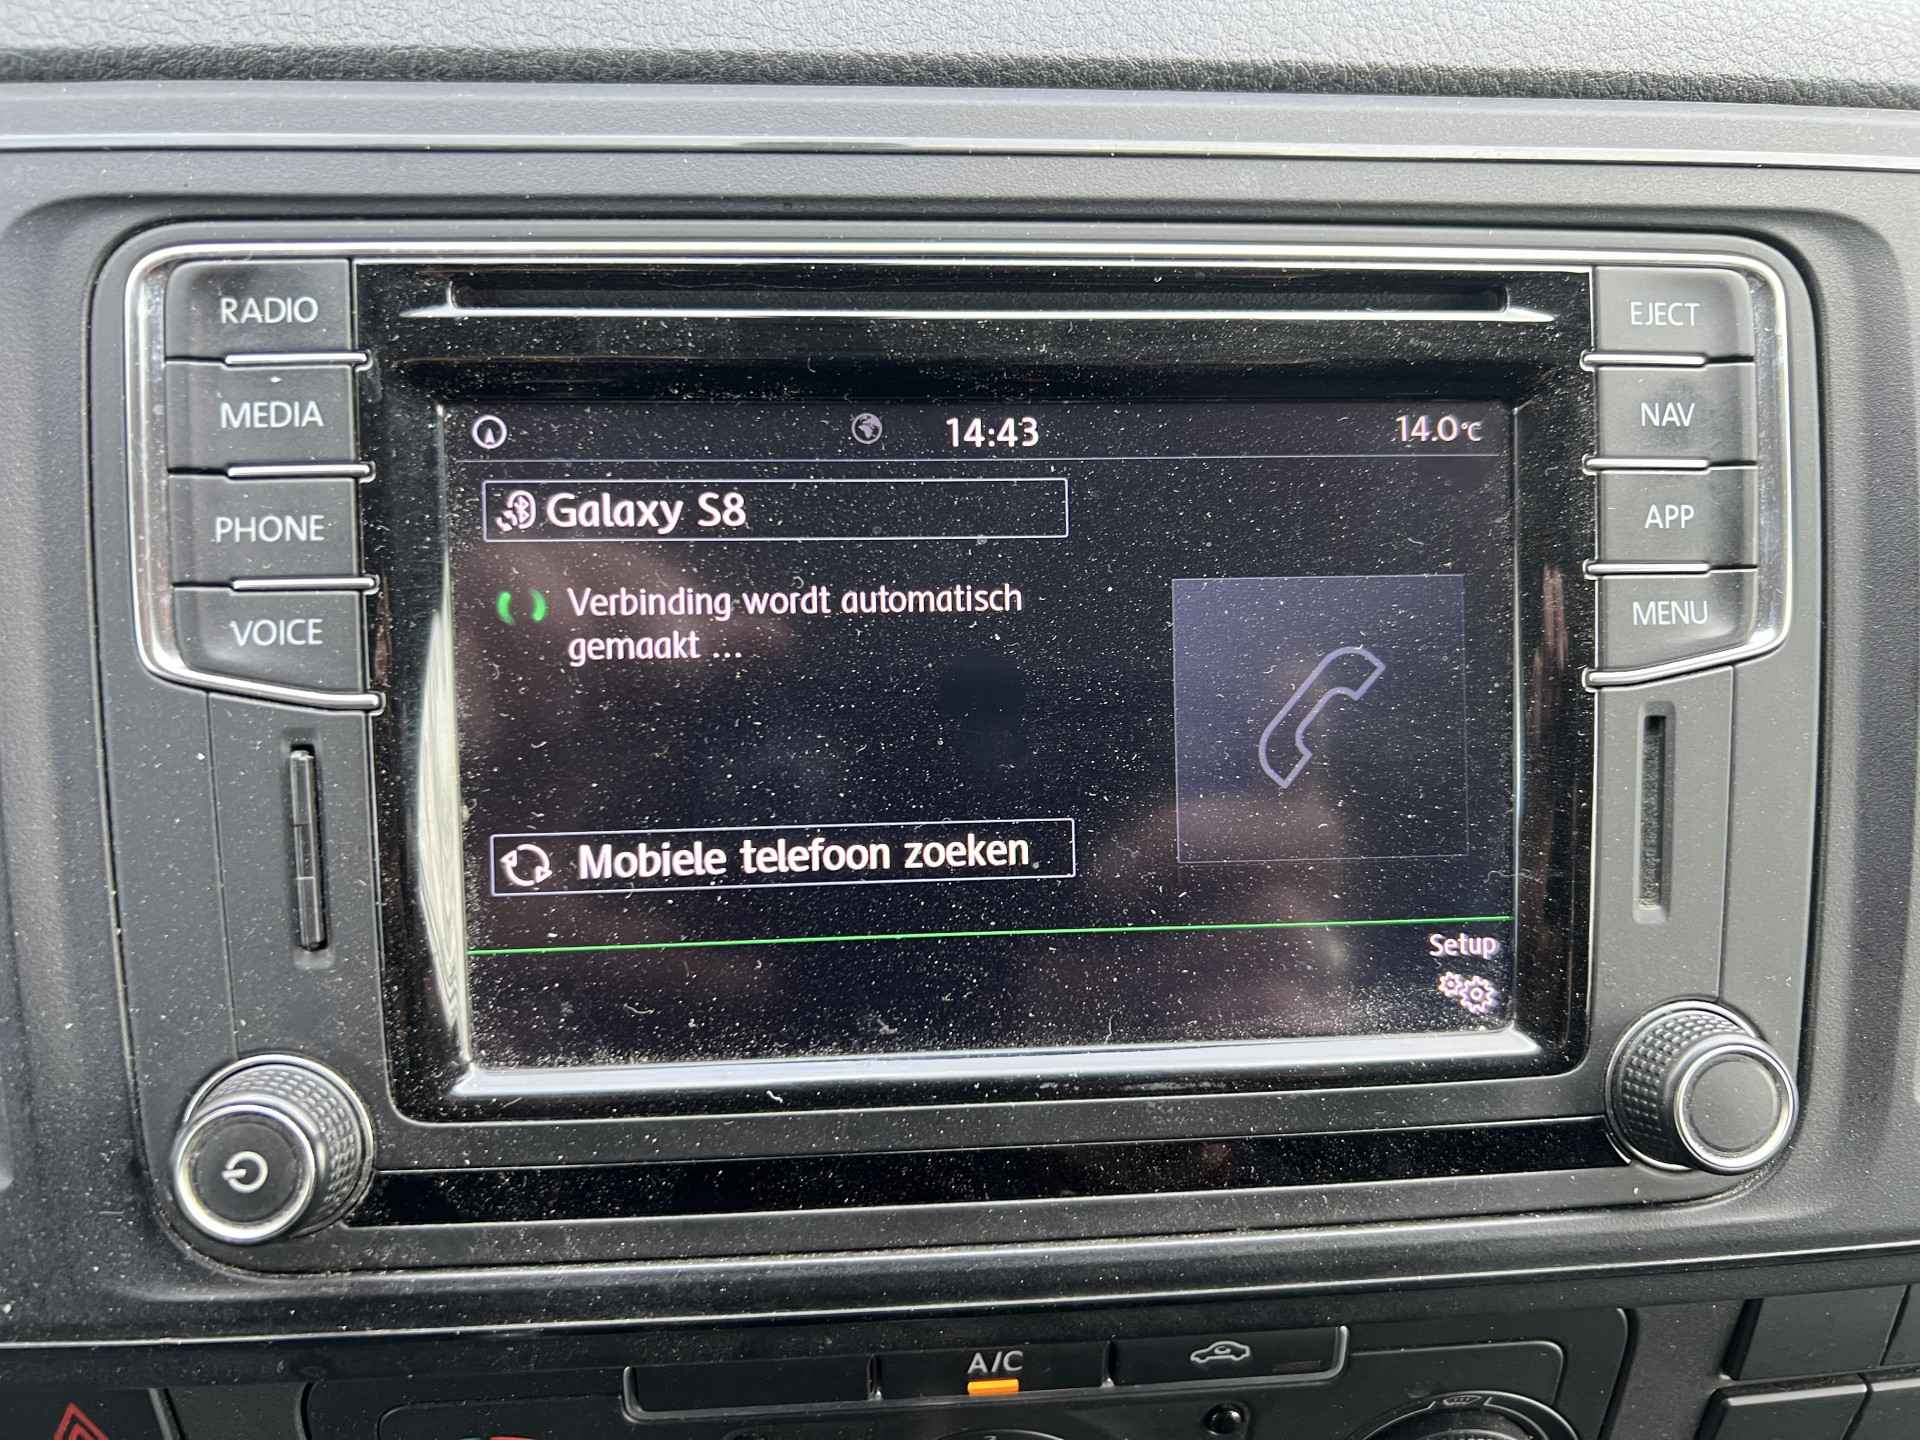 RADIO
MEDIA
PHONE
VOICE
EJECT
NAV
APP
MENU
14:43
14.0°C
Galaxy S8
Verbinding wordt automatisch
gemaakt ...
Mobiele telefoon zoeken
Setup
A/C